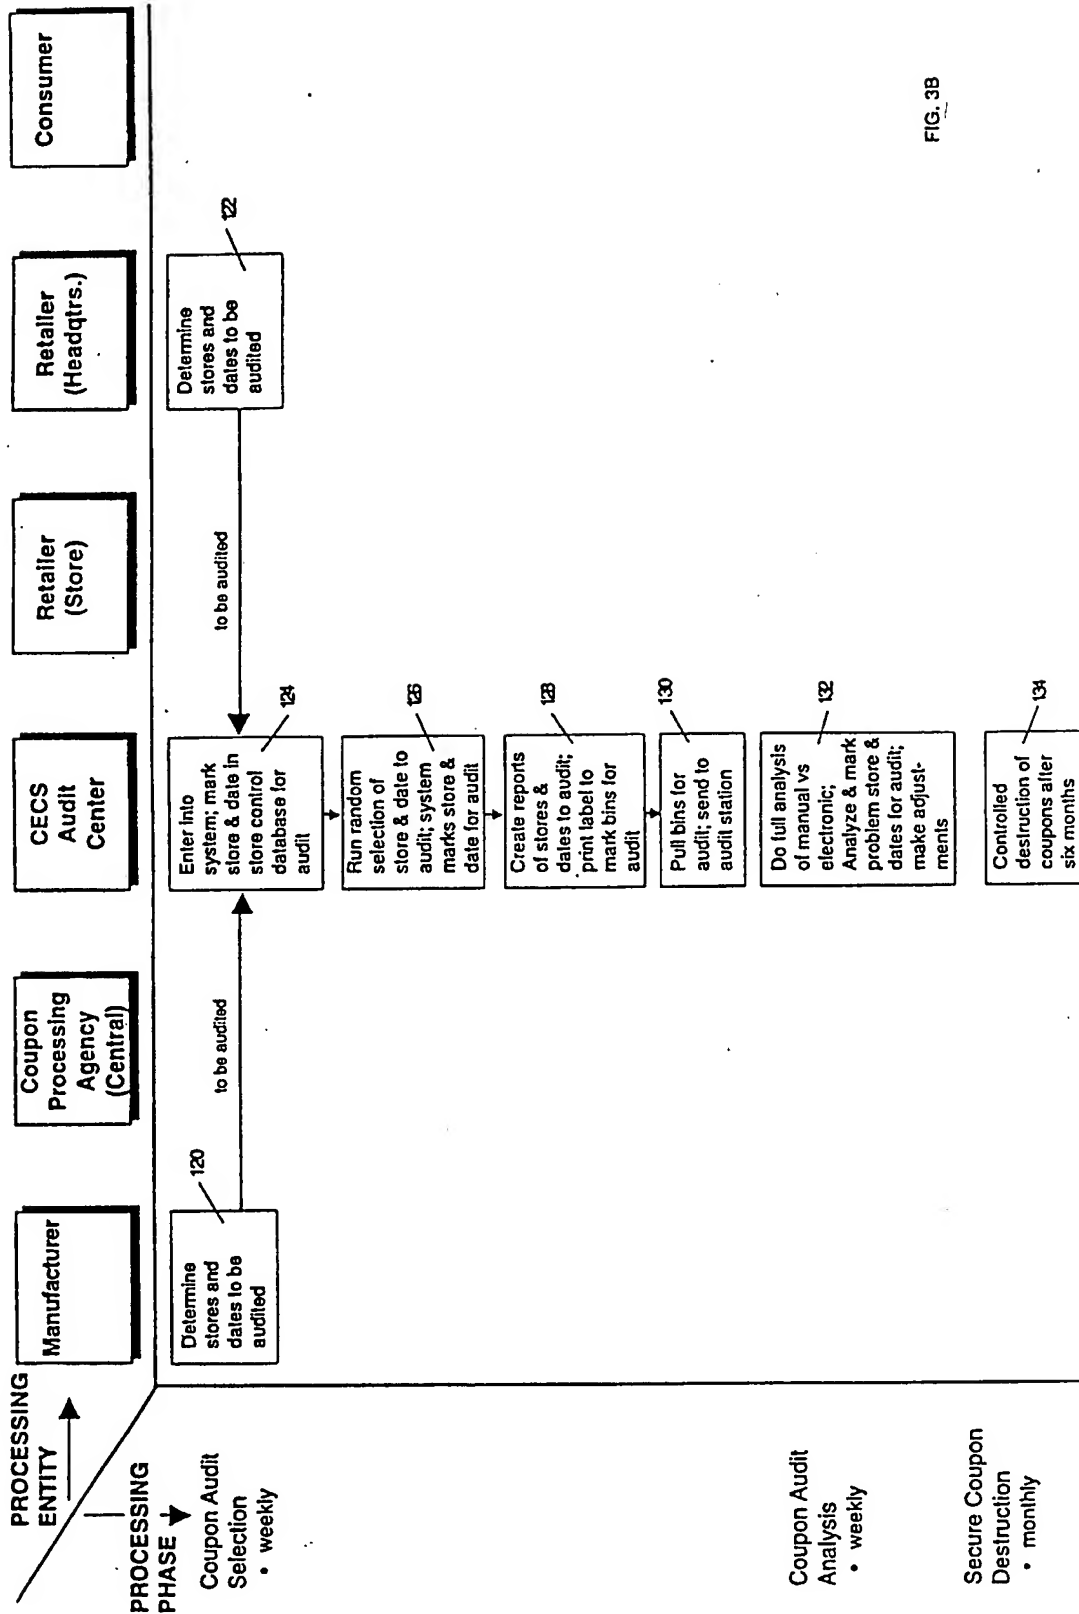 PROCESSING
ENTITY
PROCESSING
PHASE
Manufacturer
Coupon
Processing
Agency
(Central)
CECS
Audit
Center
Retailer
(Store)
Retailer
(Headqtrs.)
Consumer
Coupon Audit
Selection
• weekly
Determine
stores and
dates to be
audited
120
to be audited
Enter into
system; mark
store & date in
store control
database for
audit
124
to be audited
Determine
stores and
dates to be
audited
122
Run random
selection of
store & date to
audit; system
marks store &
date for audit
126
Create reports
of stores &
dates to audit;
print label to
mark bins for
audit
128
Pull bins for
audit; send to
audit station
130
Coupon Audit
Analysis
• weekly
Do full analysis
of manual vs
electronic;
Analyze & mark
problem store &
dates for audit;
make adjust-
ments
132
Secure Coupon
Destruction
• monthly
Controlled
destruction of
coupons after
six months
134
FIG. 3B